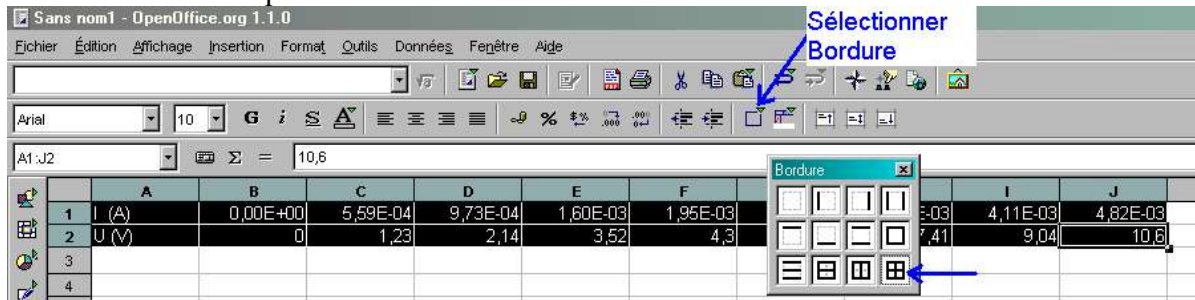 Sans nom1 - OpenOffice.org 1.1.0
Sélectionner
Bordure
Fichier Édition Affichage Insertion Format Outils Données Fenêtre Aide
Arial 10 G i S A
A1:J2 Σ = 10,6
Bordure
A B C D E F I J
1 I (A) 0,00E+00 5,59E-04 9,73E-04 1,60E-03 1,95E-03 E-03 4,11E-03 4,82E-03
2 U (V) 0 1,23 2,14 3,52 4,3 7,41 9,04 10,6
3
4